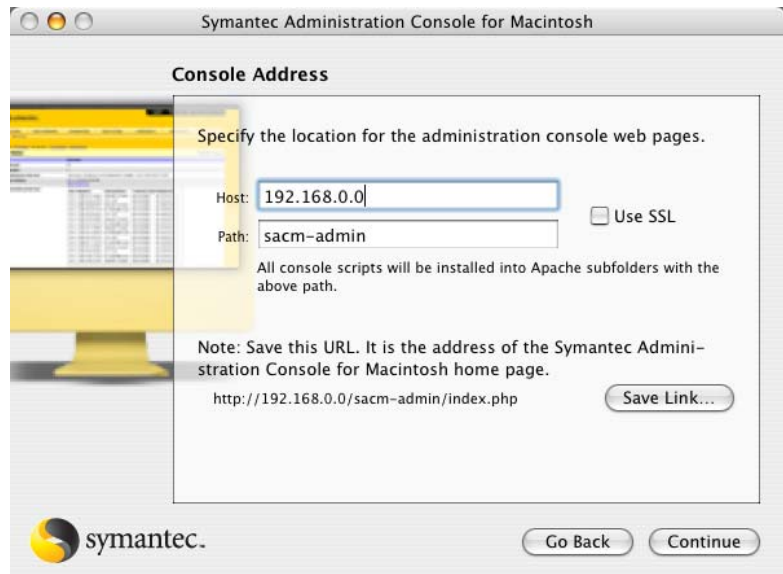 Symantec Administration Console for Macintosh
Console Address
Specify the location for the administration console web pages.
Host: 192.168.0.0
Use SSL
Path: sacm-admin
All console scripts will be installed into Apache subfolders with the
above path.
Note: Save this URL. It is the address of the Symantec Admini-
stration Console for Macintosh home page.
http://192.168.0.0/sacm-admin/index.php
Save Link...
symantec.
Go Back
Continue